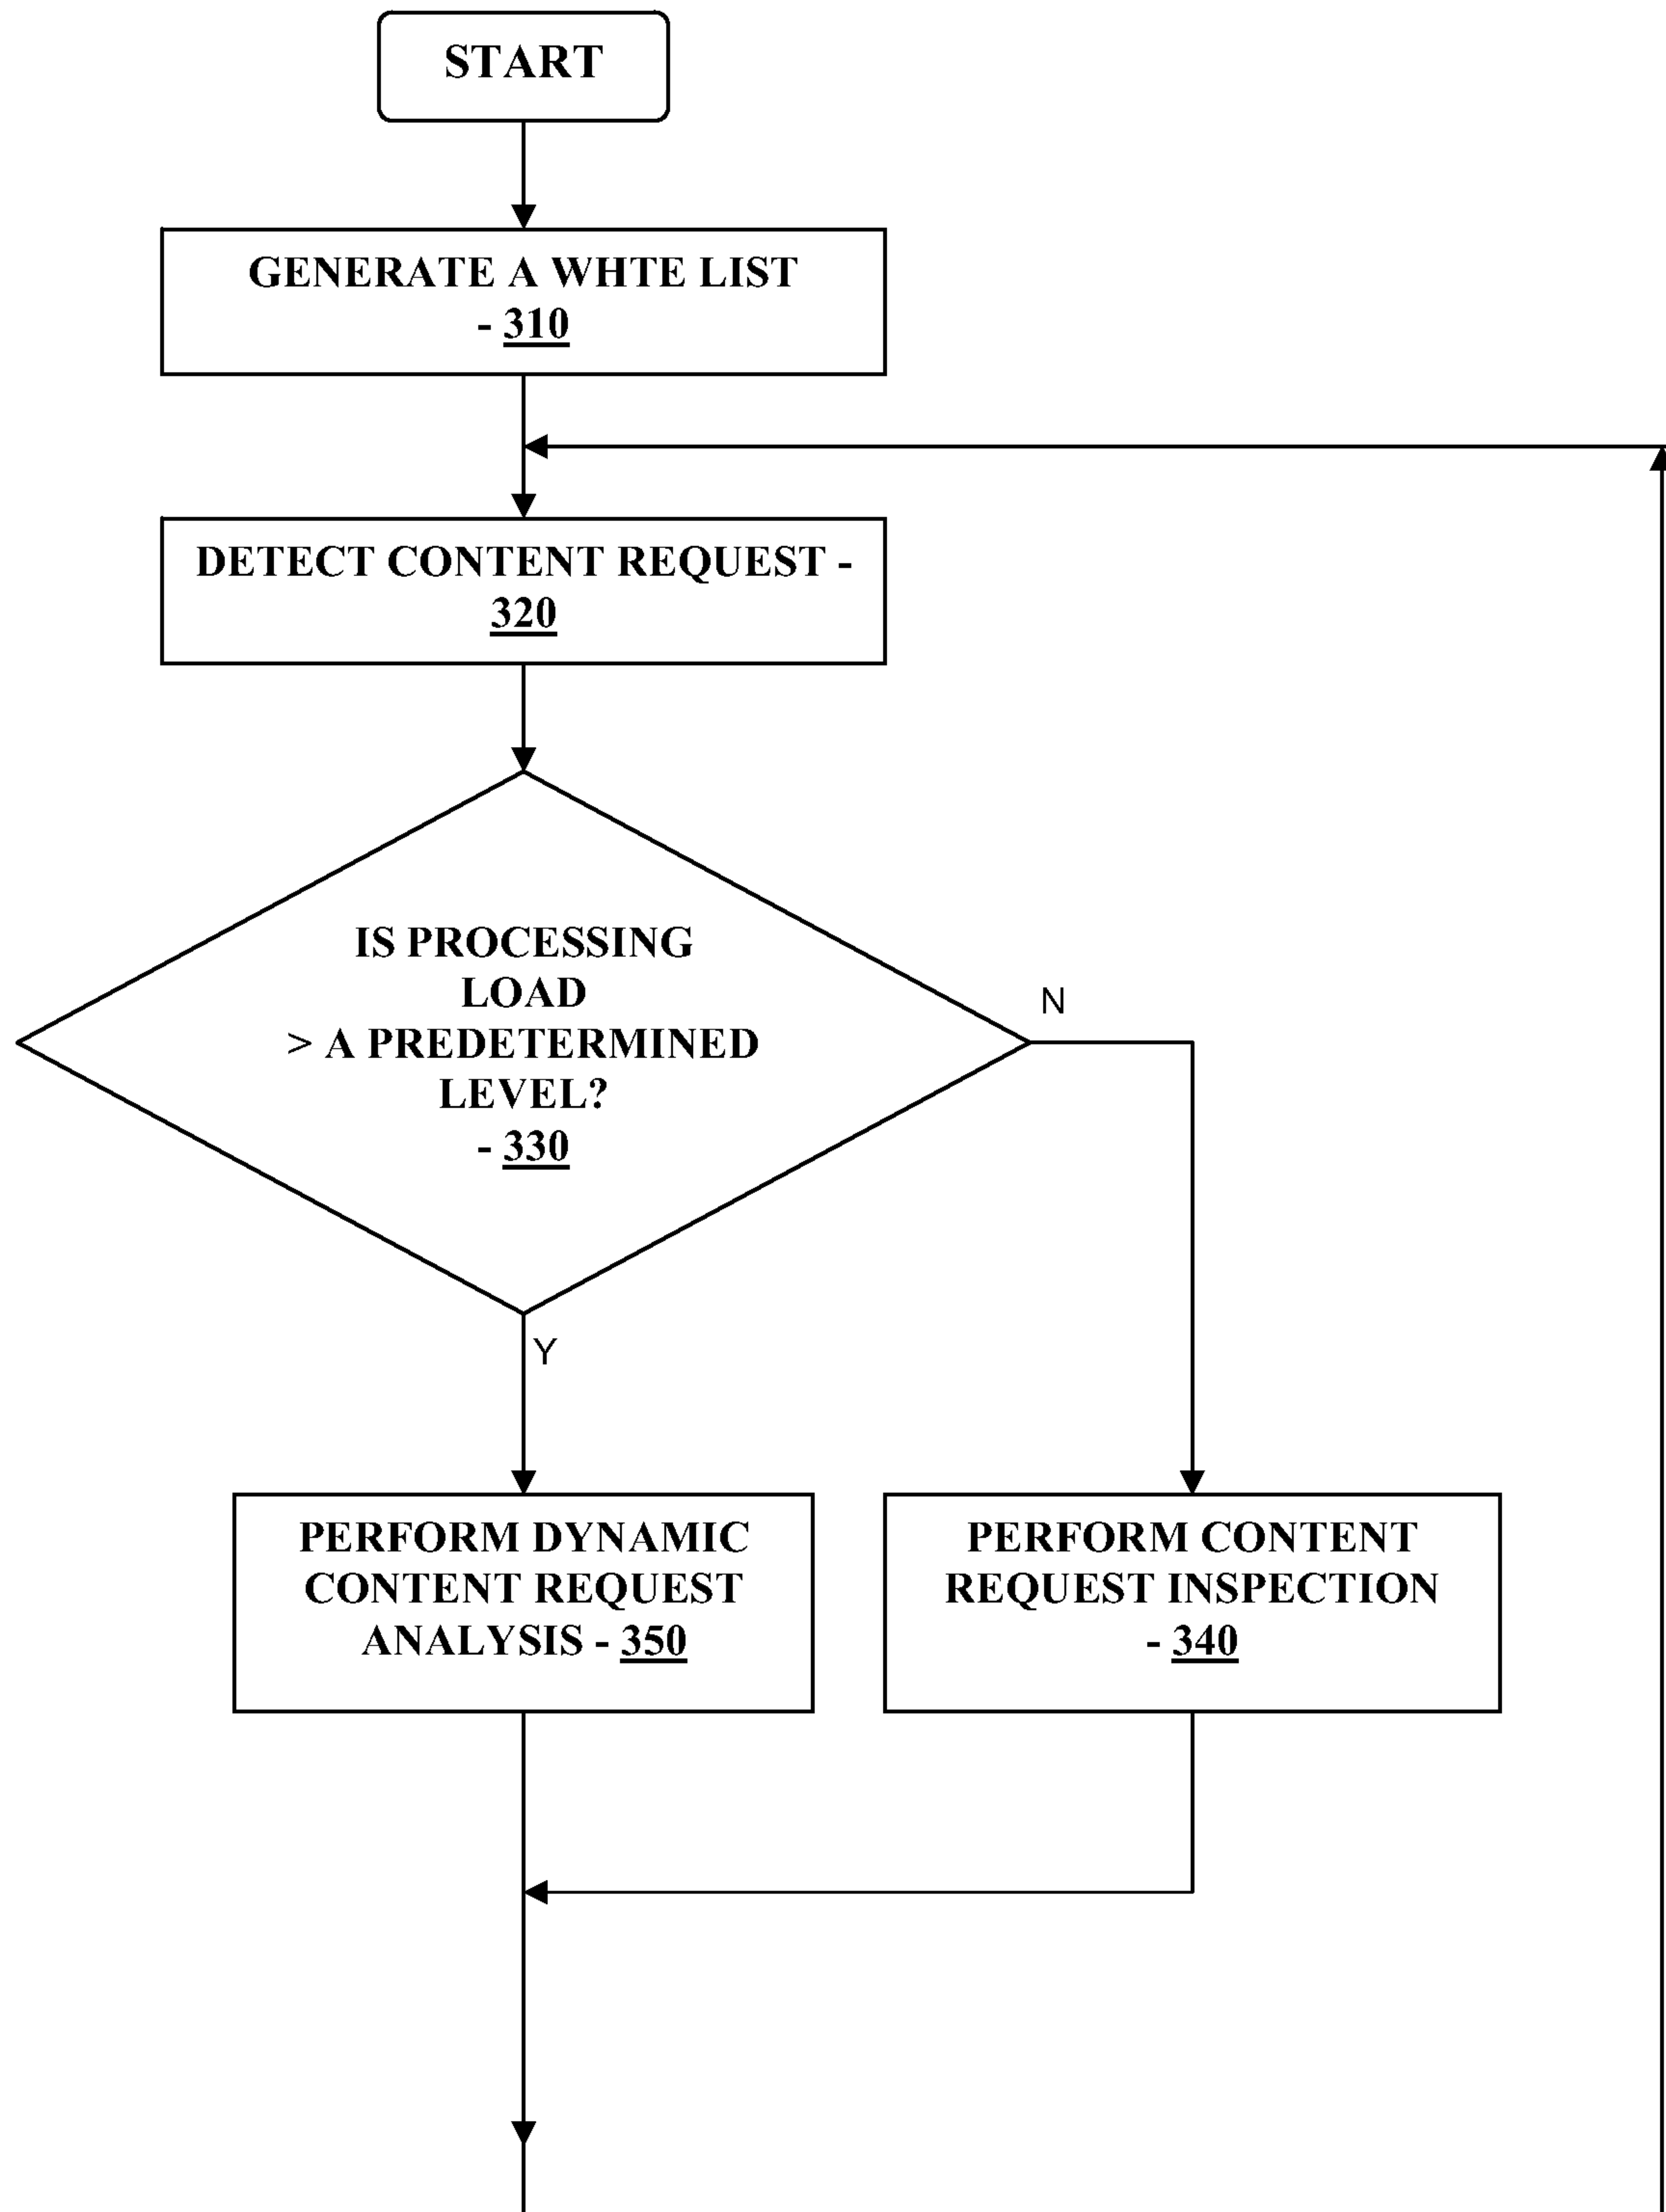 START
GENERATE A WHTE LIST
- 310
DETECT CONTENT REQUEST -
320
IS PROCESSING
LOAD
> A PREDETERMINED
LEVEL?
- 330
N
Y
PERFORM DYNAMIC
CONTENT REQUEST
ANALYSIS - 350
PERFORM CONTENT
REQUEST INSPECTION
- 340